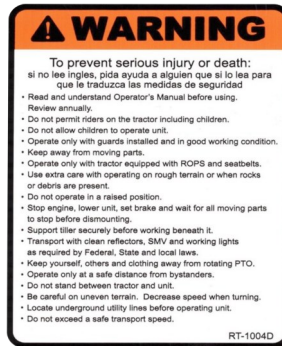 WARNING
To prevent serious injury or death:
si no lee ingles, pida ayuda a alguien que si lo lea para
que le traduzca las medidas de seguridad
• Read and understand Operator's Manual before using.
Review annually.
• Do not permit riders on the tractor including children.
• Do not allow children to operate unit.
• Operate only with guards installed and in good working condition.
• Keep away from moving parts.
• Operate only with tractor equipped with ROPS and seatbelts.
• Use extra care with operating on rough terrain or when rocks
or debris are present.
• Do not operate in a raised position.
• Stop engine, lower unit, set brake and wait for all moving parts
to stop before dismounting.
• Support tiller securely before working beneath it.
• Transport with clean reflectors, SMV and working lights
as required by Federal, State and local laws.
• Keep yourself, others and clothing away from rotating PTO.
• Operate only at a safe distance from bystanders.
• Do not stand between tractor and unit.
• Be careful on uneven terrain. Decrease speed when turning.
• Locate underground utility lines before operating unit.
• Do not exceed a safe transport speed.
RT-1004D